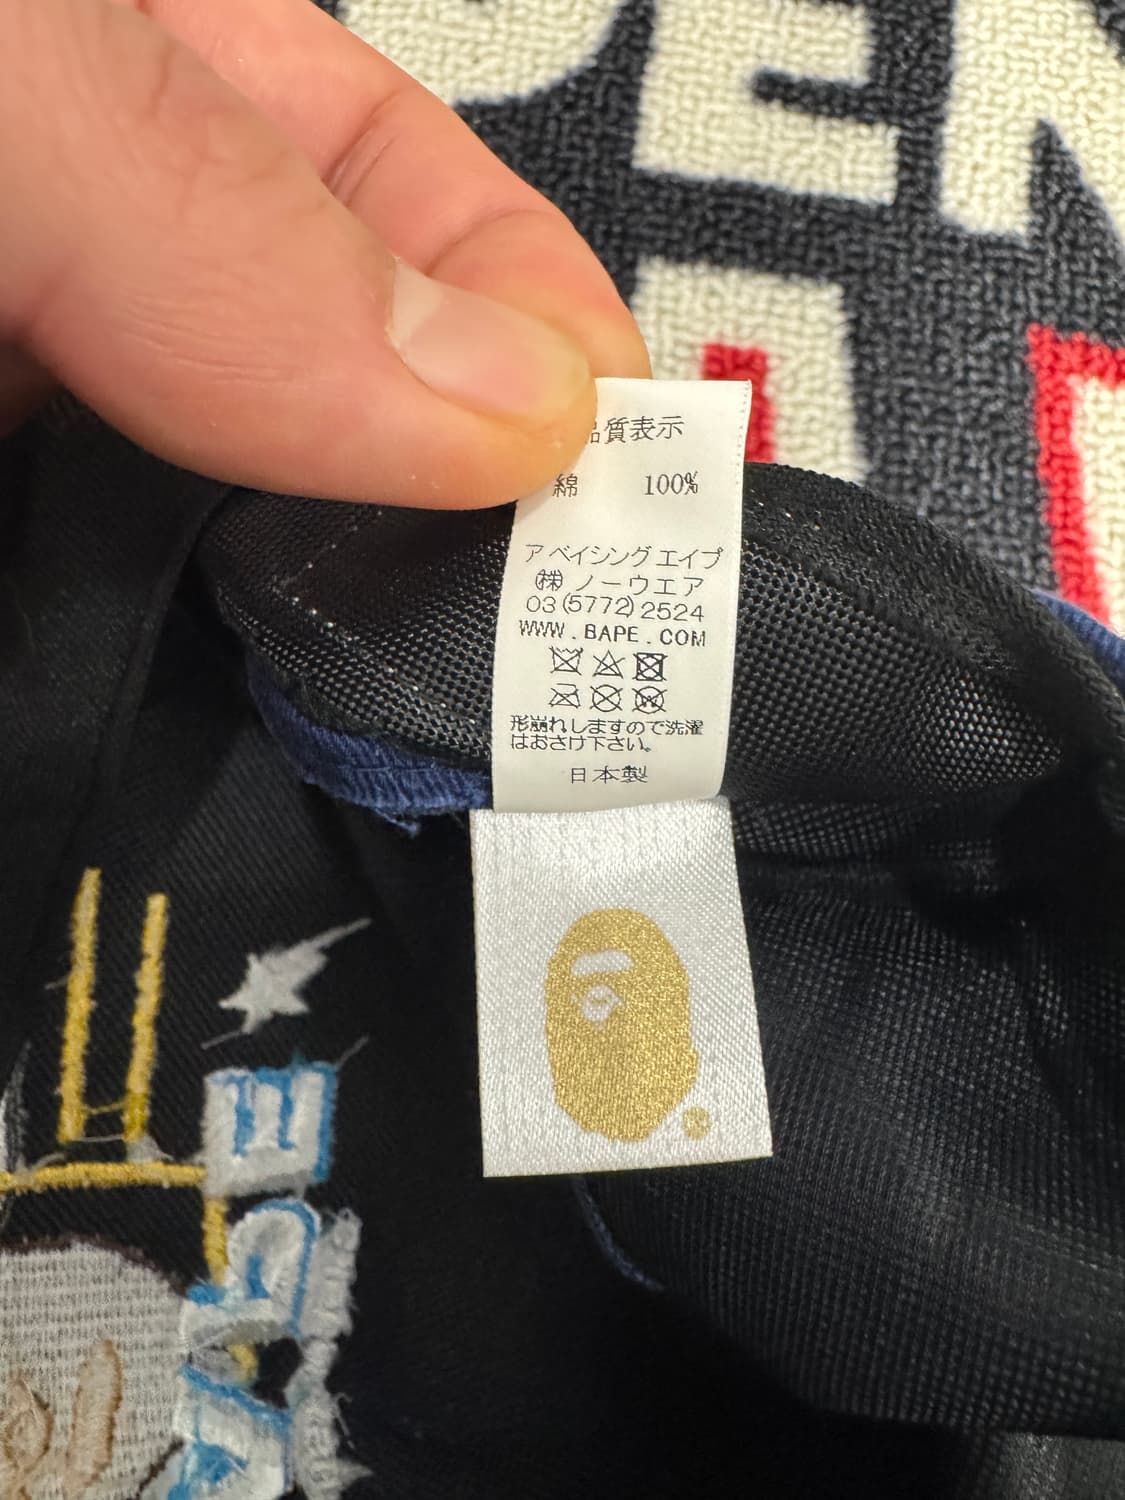 DEN
品質表示
綿 100%
ア ベイシング エイプ
㈱ ノーウエア
03(5772)2524
WWW.BAPE.COM
形崩れしますので洗濯
はおさけ下さい。
日本製
®